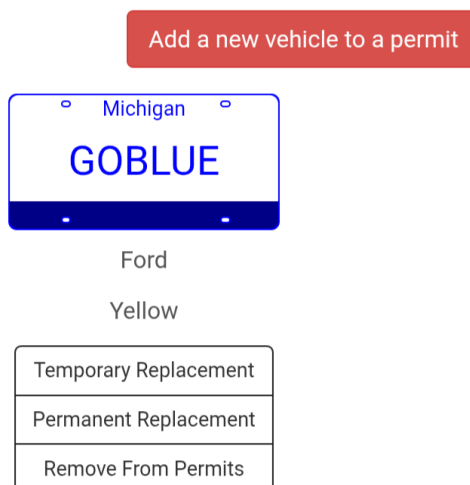 Add a new vehicle to a permit
Michigan
GOBLUE
Ford
Yellow
Temporary Replacement
Permanent Replacement
Remove From Permits